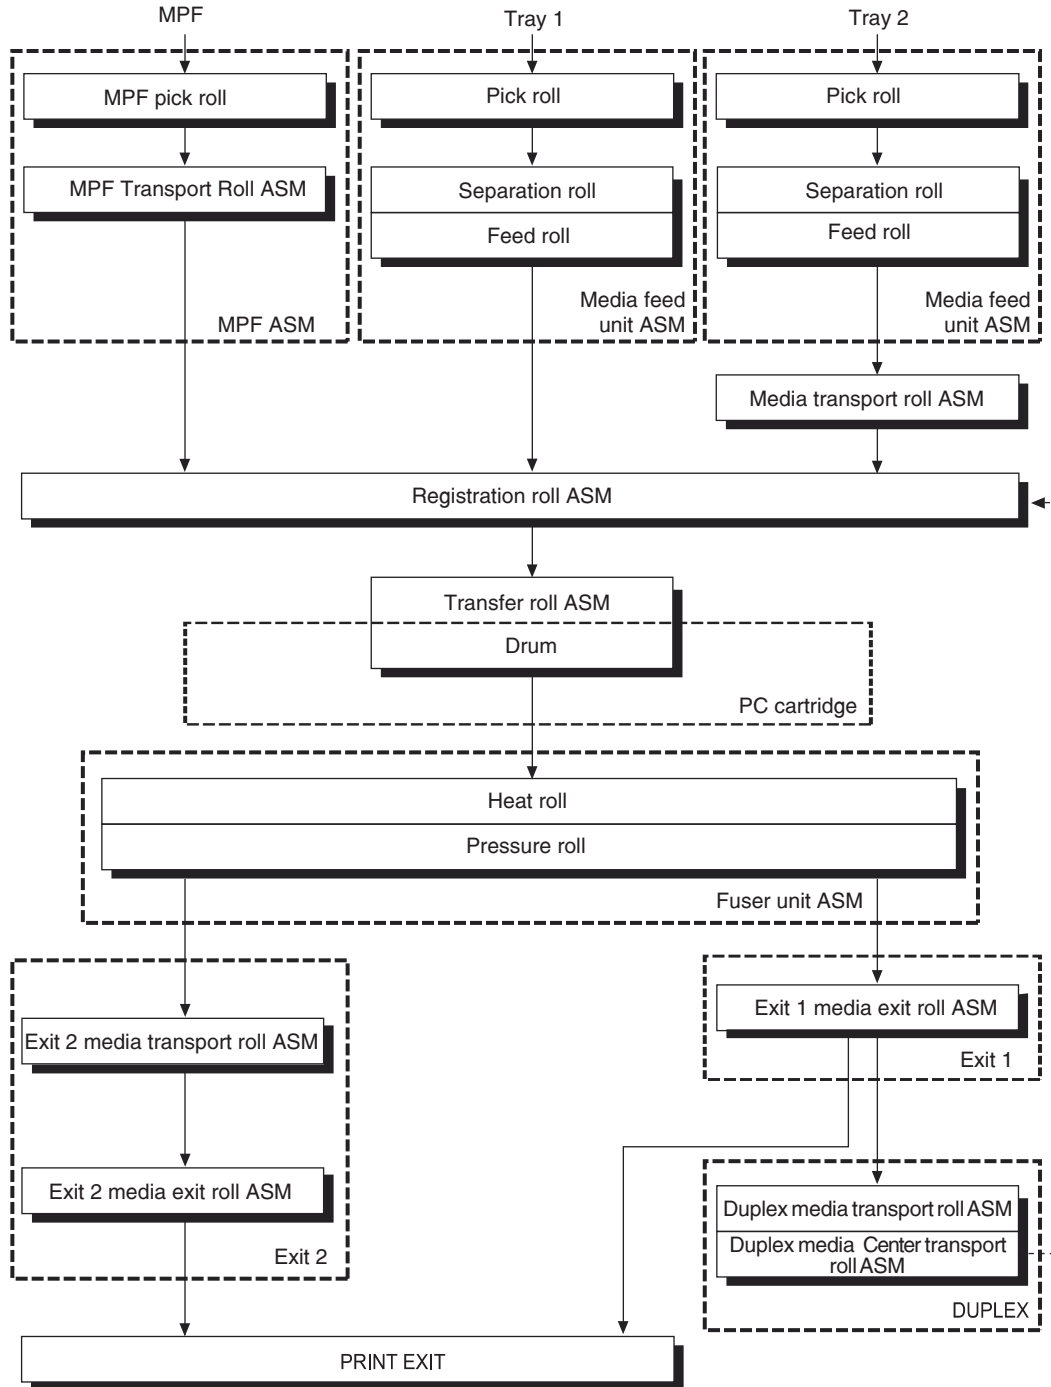 MPF
Tray 1
Tray 2
MPF pick roll
Pick roll
Pick roll
MPF Transport Roll ASM
Separation roll
Feed roll
Separation roll
Feed roll
MPF ASM
Media feed
unit ASM
Media feed
unit ASM
Media transport roll ASM
Registration roll ASM
Transfer roll ASM
Drum
PC cartridge
Heat roll
Pressure roll
Fuser unit ASM
Exit 2 media transport roll ASM
Exit 1 media exit roll ASM
Exit 1
Exit 2 media exit roll ASM
Exit 2
Duplex media transport roll ASM
Duplex media Center transport
roll ASM
DUPLEX
PRINT EXIT